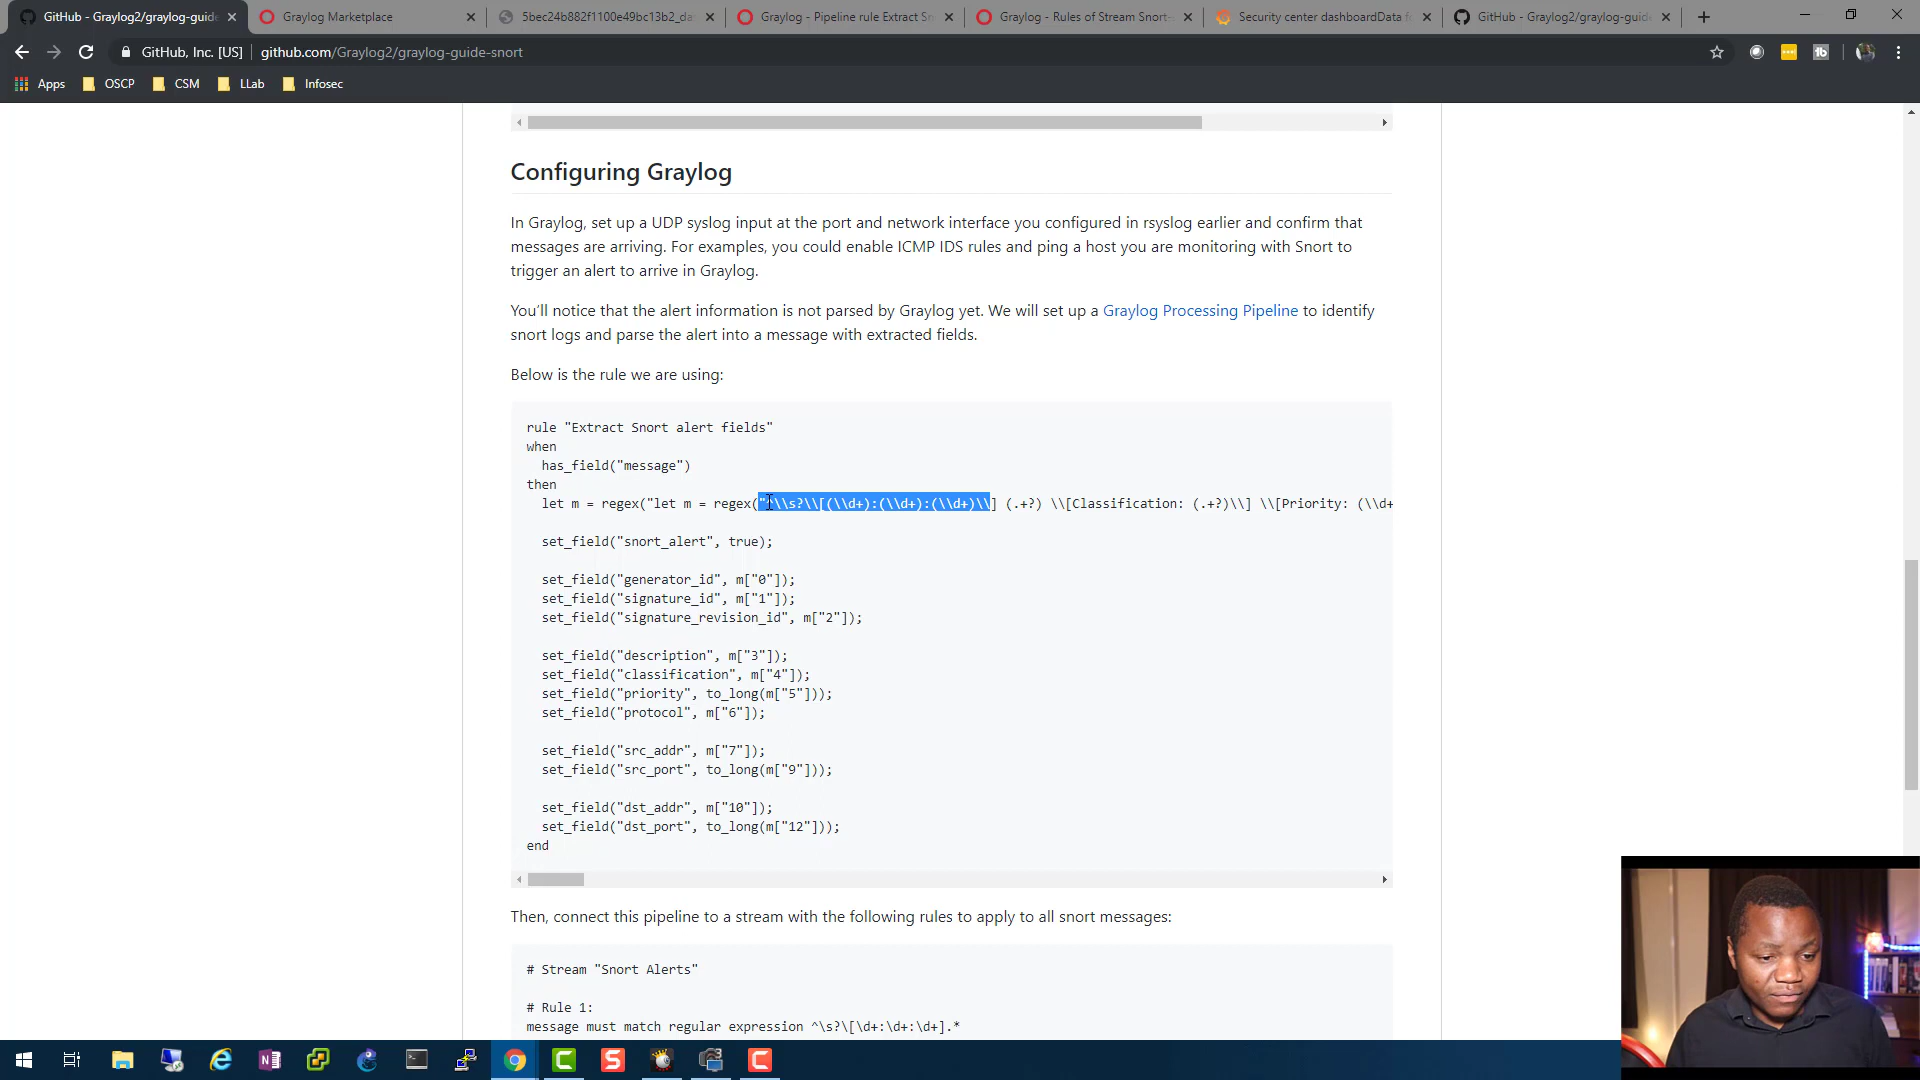 GitHub - Graylog2/graylog-guide
Graylog Marketplace
5bec24b882f1100e49bc13b2_da
Graylog - Pipeline rule Extract Sn
Graylog - Rules of Stream Snort
Security center dashboardData fo
GitHub - Graylog2/graylog-guid
GitHub, Inc. [US]
github.com/Graylog2/graylog-guide-snort
Apps
OSCP
CSM
LLab
Infosec
Configuring Graylog
In Graylog, set up a UDP syslog input at the port and network interface you configured in rsyslog earlier and confirm that
messages are arriving. For examples, you could enable ICMP IDS rules and ping a host you are monitoring with Snort to
trigger an alert to arrive in Graylog.
You'll notice that the alert information is not parsed by Graylog yet. We will set up a Graylog Processing Pipeline to identify
snort logs and parse the alert into a message with extracted fields.
Below is the rule we are using:
rule "Extract Snort alert fields"
when
has_field("message")
then
let m = regex("let m = regex("^\\s?\\[(\\d+):(\\d+):(\\d+)\\] (.+?) \\[Classification: (.+?)\\] \\[Priority: (\\d+
set_field("snort_alert", true);
set_field("generator_id", m["0"]);
set_field("signature_id", m["1"]);
set_field("signature_revision_id", m["2"]);
set_field("description", m["3"]);
set_field("classification", m["4"]);
set_field("priority", to_long(m["5"]));
set_field("protocol", m["6"]);
set_field("src_addr", m["7"]);
set_field("src_port", to_long(m["9"]));
set_field("dst_addr", m["10"]);
set_field("dst_port", to_long(m["12"]));
end
Then, connect this pipeline to a stream with the following rules to apply to all snort messages:
# Stream "Snort Alerts"
# Rule 1:
message must match regular expression ^\s?\[\d+:\d+:\d+].*